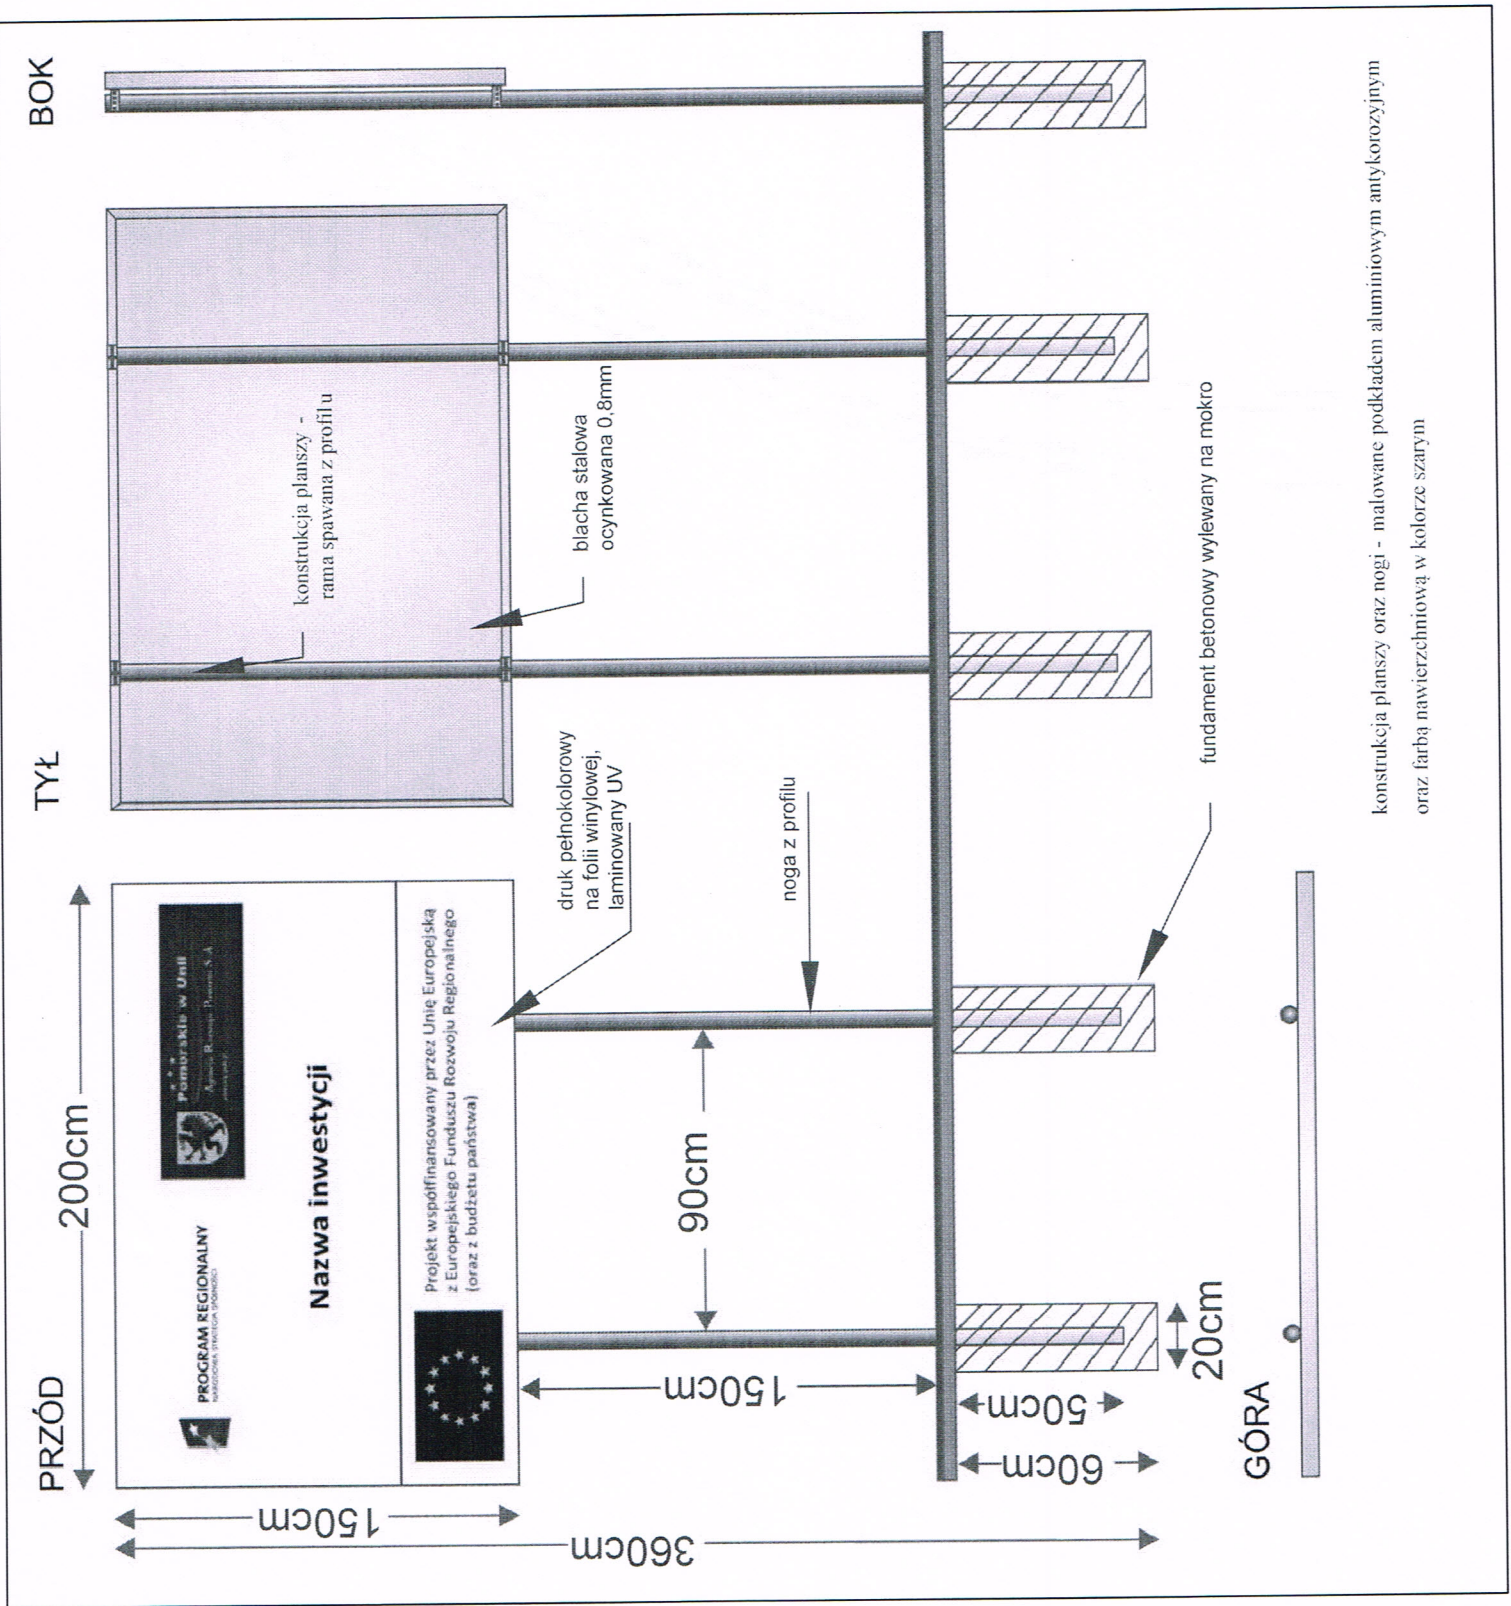 PRZÓD
TYŁ
BOK
200cm
PROGRAM REGIONALNY
NARODOWA STRATEGIA SPÓJNOŚCI
Pomorskie w Unii
Nazwa inwestycji
Projekt współfinansowany przez Unię Europejską
z Europejskiego Funduszu Rozwoju Regionalnego
(oraz z budżetu państwa)
150cm
360cm
konstrukcja planszy -
rama spawana z profilu
blacha stalowa
ocynkowana 0,8mm
druk pełnokolorowy
na folii winylowej,
laminowany UV
noga z profilu
90cm
150cm
50cm
60cm
20cm
fundament betonowy wylewany na mokro
GÓRA
konstrukcja planszy oraz nogi - malowane podkładem aluminiowym antykorozyjnym
oraz farbą nawierzchniową w kolorze szarym